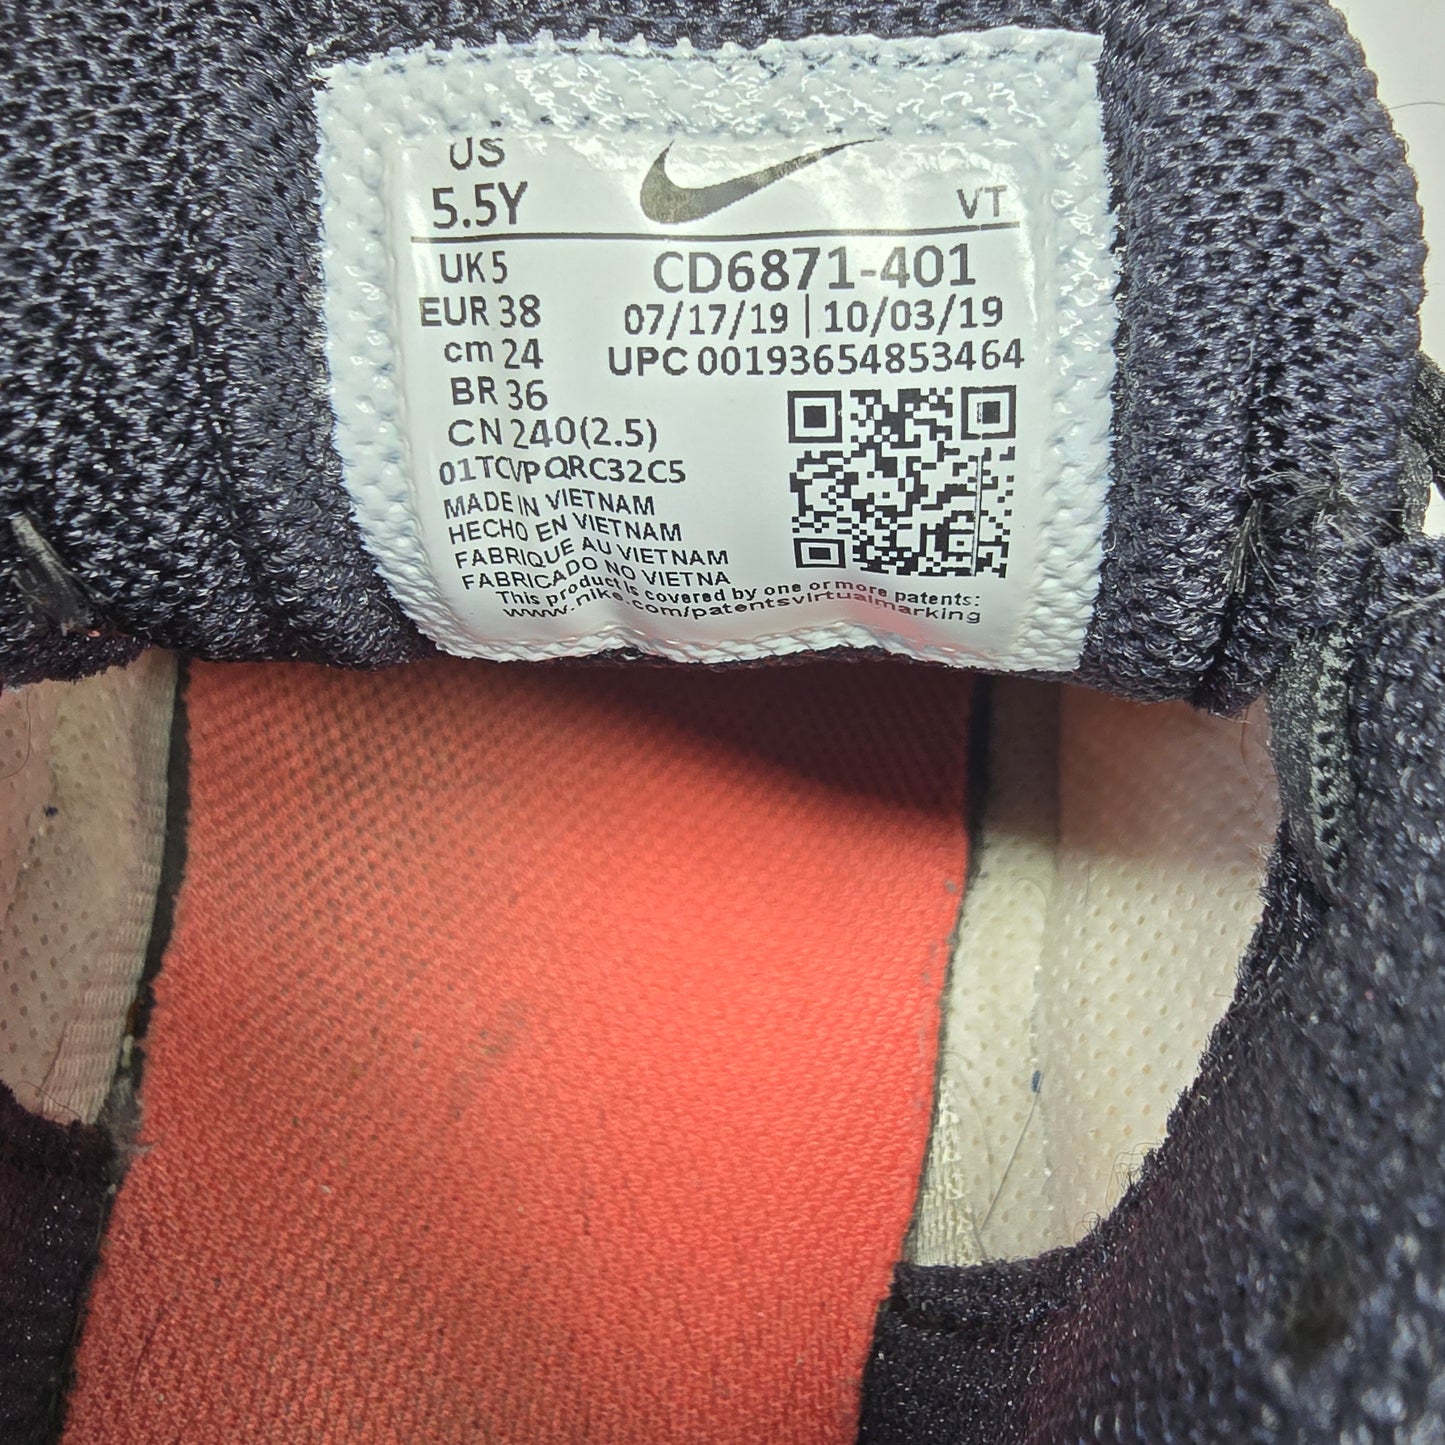 US
5.5Y
VT
UK 5
EUR 38
cm 24
BR 36
CN 240(2.5)
CD6871-401
07/17/19 | 10/03/19
UPC 00193654853464
01TCVPQRC32C5
MADE IN VIETNAM
HECHO EN VIETNAM
FABRIQUE AU VIETNAM
FABRICADO NO VIETNA
This product is covered by one or more patents:
www.nike.com/patentsvirtualmarking